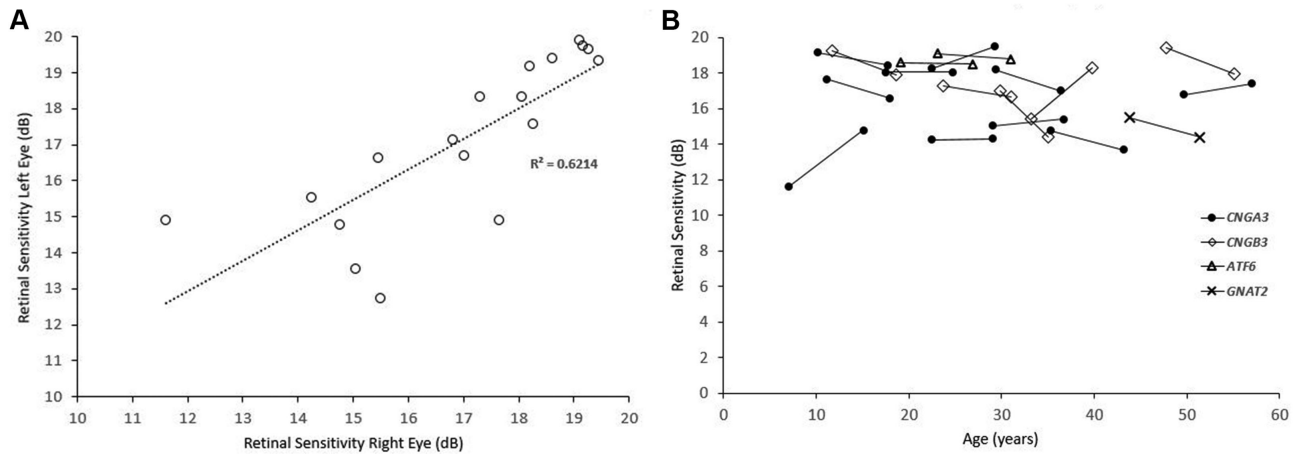 A
Retinal Sensitivity Left Eye (dB)
20
19
18
17
16
15
14
13
12
11
10
R² = 0.6214
10 11 12 13 14 15 16 17 18 19 20
Retinal Sensitivity Right Eye (dB)
B
Retinal Sensitivity (dB)
20
18
16
14
12
10
8
6
4
2
0
CNGA3
CNGB3
ATF6
GNAT2
0 10 20 30 40 50 60
Age (years)